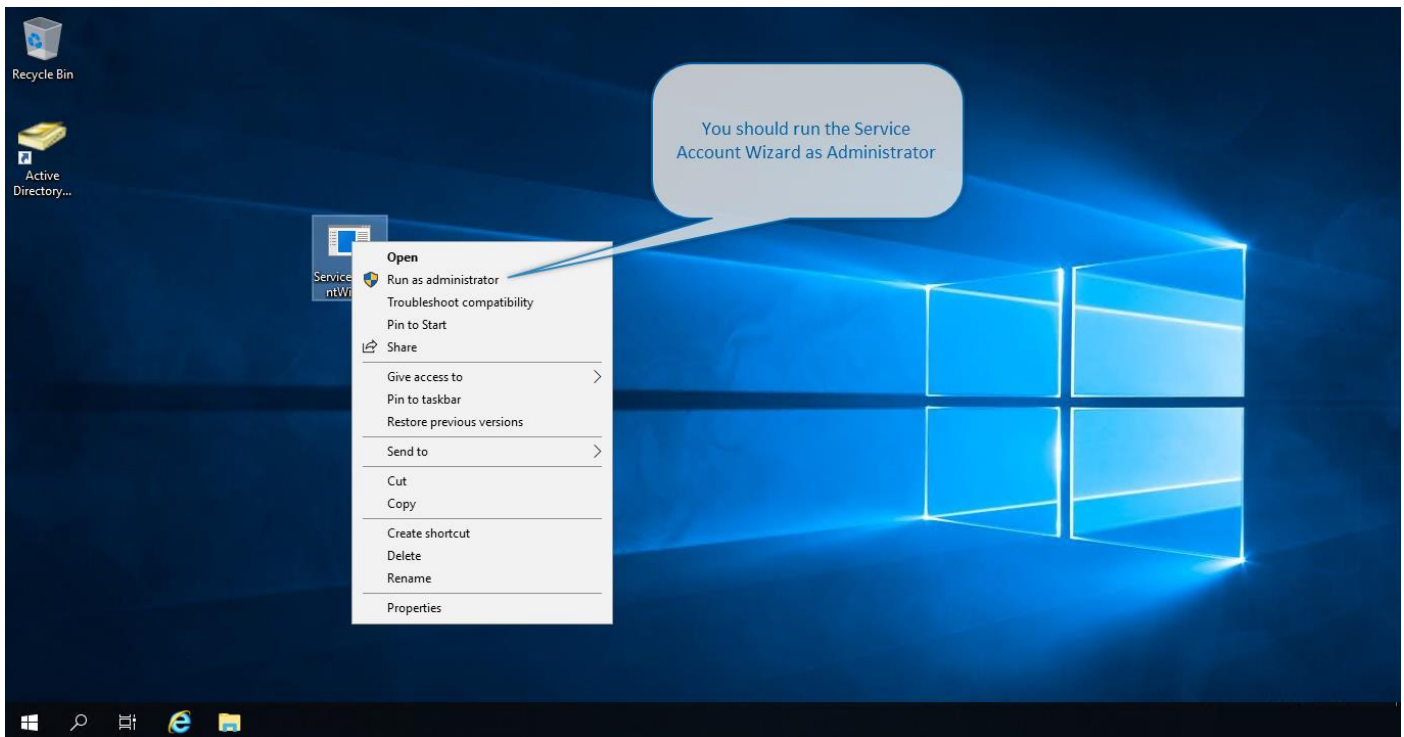 Recycle Bin
Active
Directory...
You should run the Service
Account Wizard as Administrator
Service
ntWi
Open
Run as administrator
Troubleshoot compatibility
Pin to Start
Share
Give access to
Pin to taskbar
Restore previous versions
Send to
Cut
Copy
Create shortcut
Delete
Rename
Properties